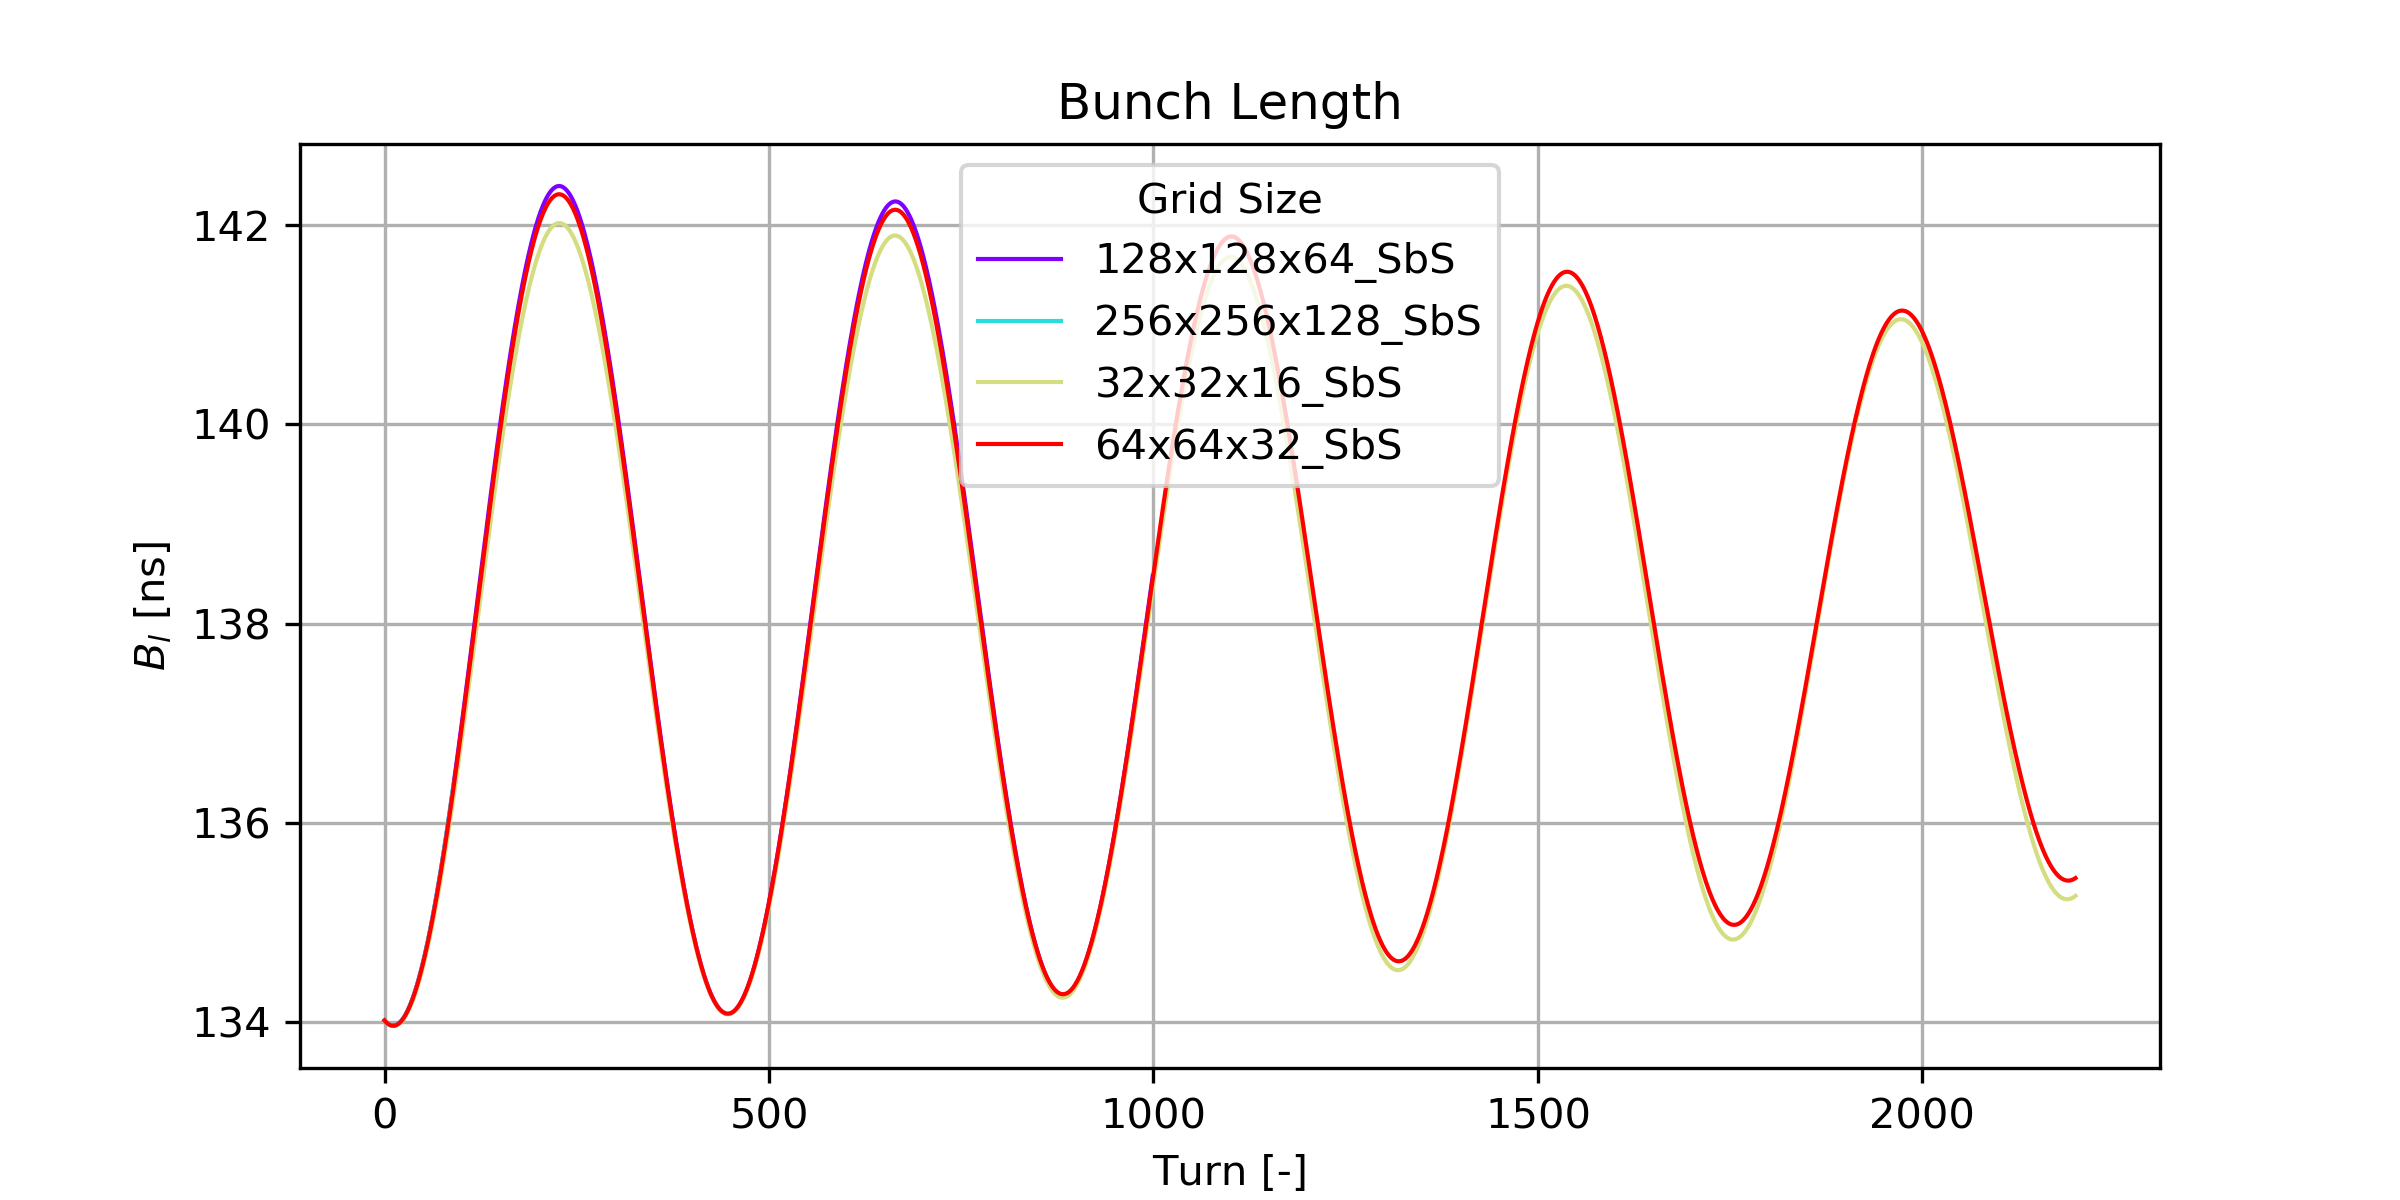 Bunch Length
Grid Size
128x128x64_SbS
256x256x128_SbS
32x32x16_SbS
64x64x32_SbS
142
140
138
136
134
B_l [ns]
0 500 1000 1500 2000
Turn [-]